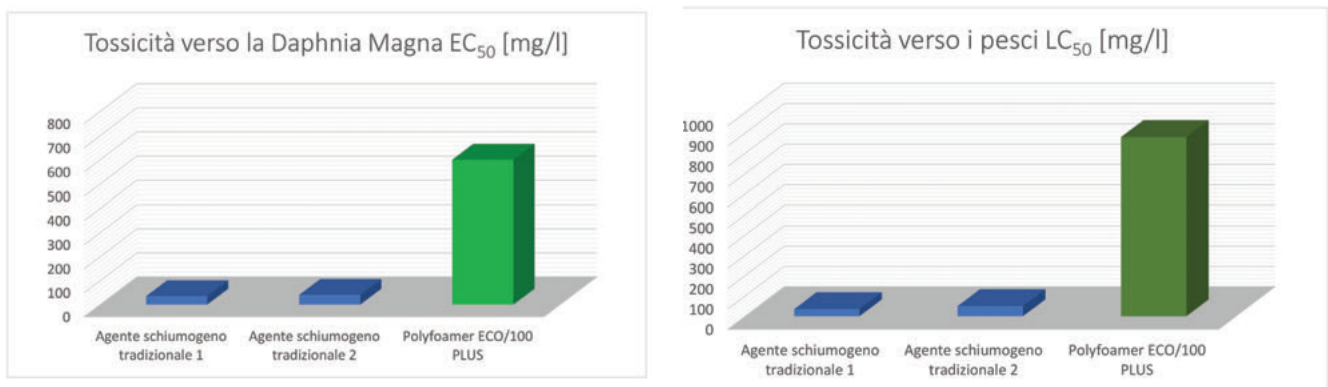 Tossicità verso la Daphnia Magna EC50 [mg/l]
800
700
600
500
400
300
200
100
0
Agente schiumogeno
tradizionale 1
Agente schiumogeno
tradizionale 2
Polyfoamer ECO/100
PLUS
Tossicità verso i pesci LC50 [mg/l]
1000
900
800
700
600
500
400
300
200
100
0
Agente schiumogeno
tradizionale 1
Agente schiumogeno
tradizionale 2
Polyfoamer ECO/100
PLUS